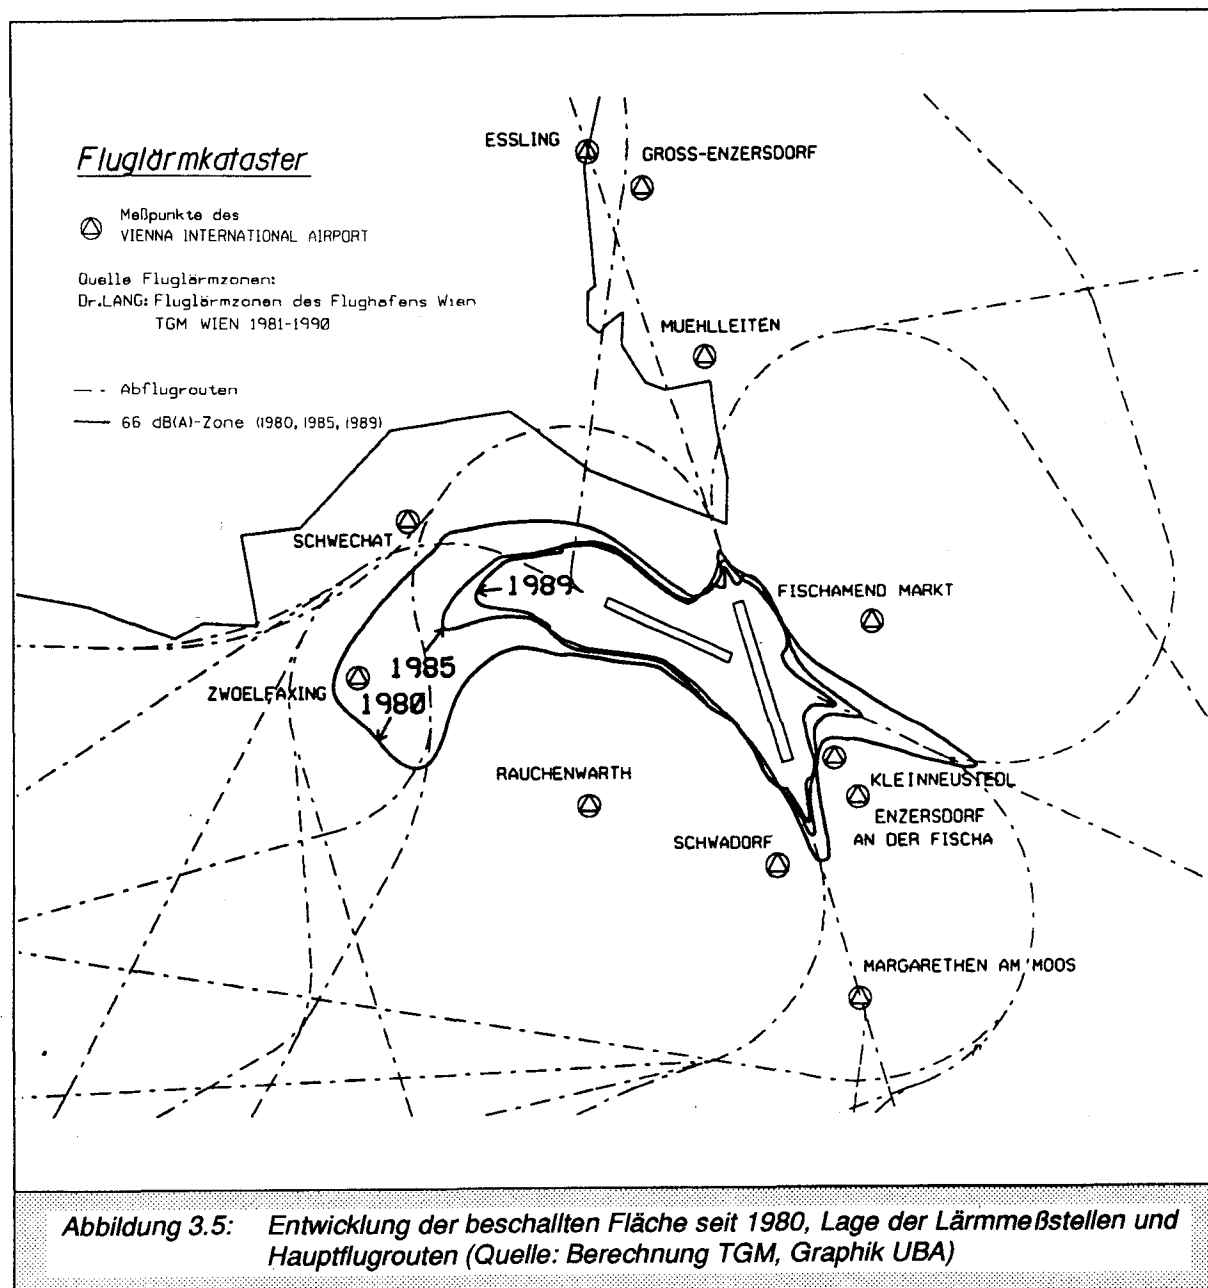 Fluglärmkataster
Meßpunkte des
VIENNA INTERNATIONAL AIRPORT
Quelle Fluglärmzonen:
Dr.LANG: Fluglärmzonen des Flughafens Wien
TGM WIEN 1981-1990
Abflugrouten
66 dB(A)-Zone (1980, 1985, 1989)
ESSLING
GROSS-ENZERSDORF
MUEHLLEITEN
SCHWECHAT
1989
FISCHAMEND MARKT
1985
ZWOELFAXING
1980
RAUCHENWARTH
KLEINNEUSIEDL
ENZERSDORF
AN DER FISCHA
SCHWADORF
MARGARETHEN AM MOOS
Abbildung 3.5: Entwicklung der beschallten Fläche seit 1980, Lage der Lärmmeßstellen und
Hauptflugrouten (Quelle: Berechnung TGM, Graphik UBA)